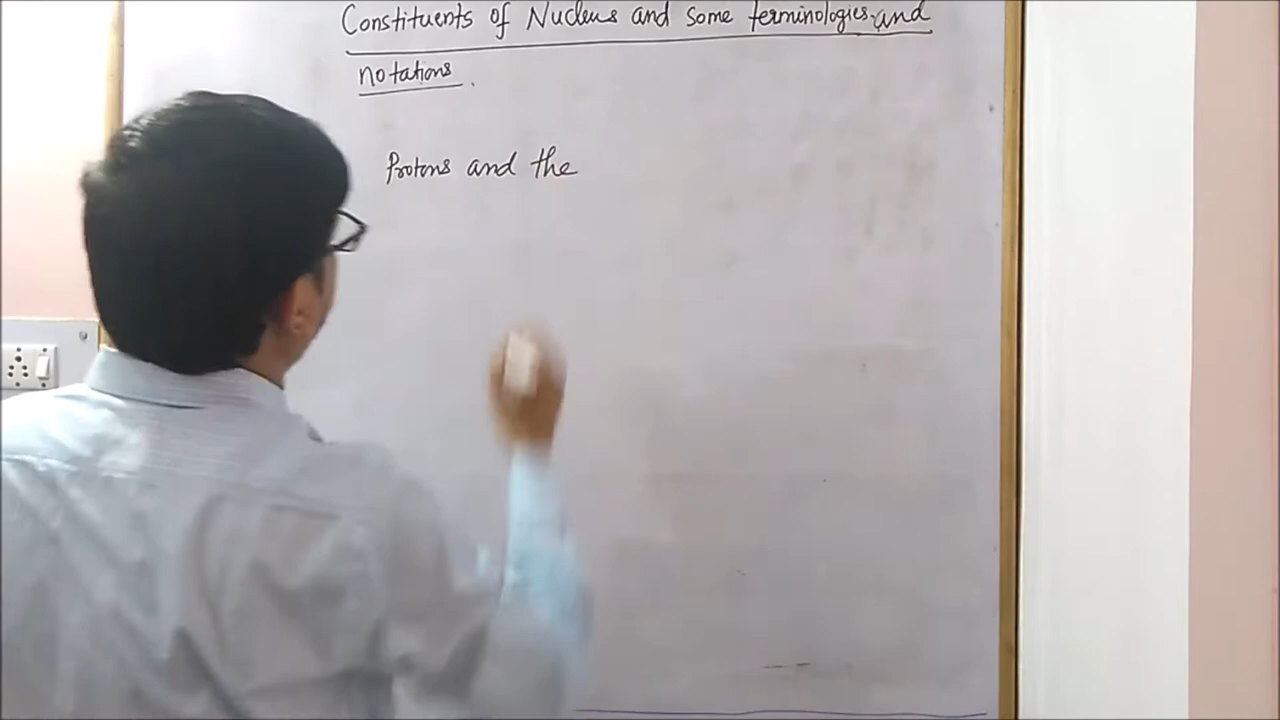 Constituents of Nucleus and some terminologies and
notations.
Protons and the